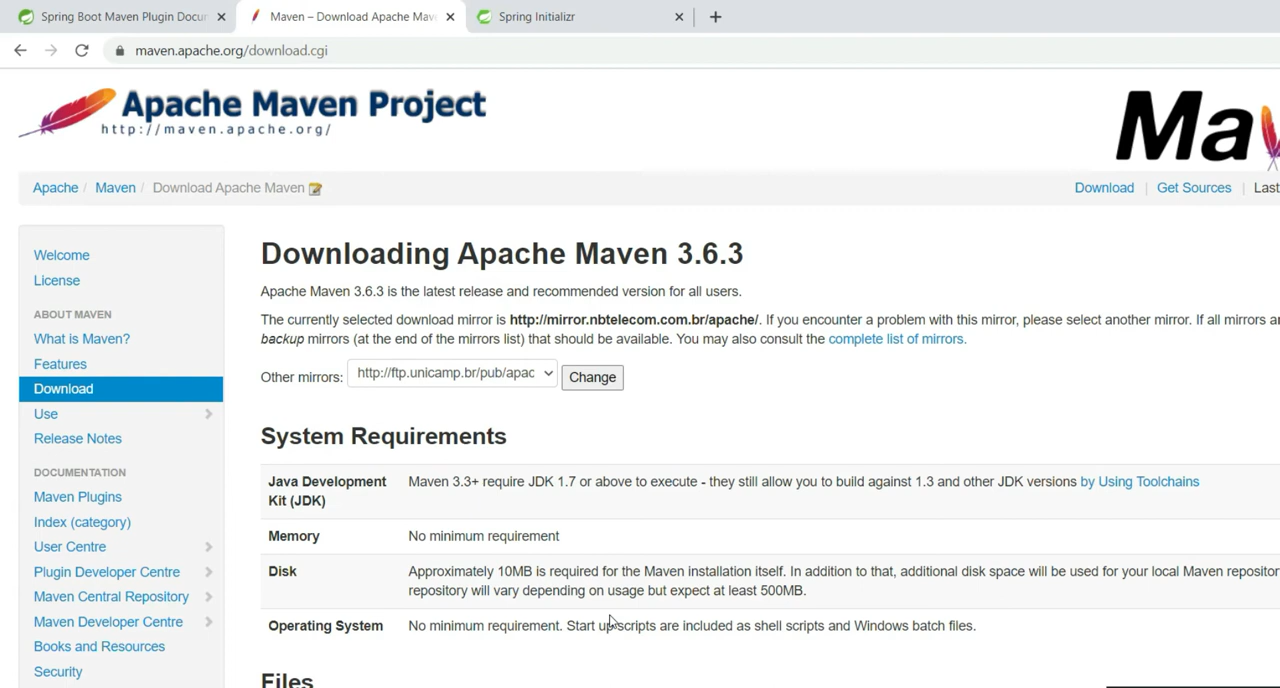 Spring Boot Maven Plugin Docu
Maven – Download Apache Mav
Spring Initializr
maven.apache.org/download.cgi
Apache Maven Project
http://maven.apache.org/
Ma
Apache / Maven / Download Apache Maven
Download | Get Sources | Last
Welcome
License
ABOUT MAVEN
What is Maven?
Features
Download
Use
Release Notes
DOCUMENTATION
Maven Plugins
Index (category)
User Centre
Plugin Developer Centre
Maven Central Repository
Maven Developer Centre
Books and Resources
Security
Downloading Apache Maven 3.6.3
Apache Maven 3.6.3 is the latest release and recommended version for all users.
The currently selected download mirror is http://mirror.nbtelecom.com.br/apache/. If you encounter a problem with this mirror, please select another mirror. If all mirrors ar
backup mirrors (at the end of the mirrors list) that should be available. You may also consult the complete list of mirrors.
Other mirrors: http://ftp.unicamp.br/pub/apac Change
System Requirements
Java Development Maven 3.3+ require JDK 1.7 or above to execute - they still allow you to build against 1.3 and other JDK versions by Using Toolchains
Kit (JDK)
Memory No minimum requirement
Disk Approximately 10MB is required for the Maven installation itself. In addition to that, additional disk space will be used for your local Maven repositor
repository will vary depending on usage but expect at least 500MB.
Operating System No minimum requirement. Start up scripts are included as shell scripts and Windows batch files.
Files